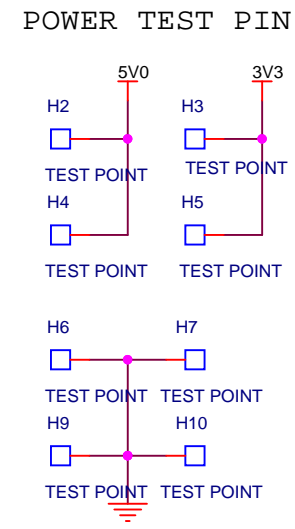 POWER TEST PIN
5V0 3V3
H2 H3
TEST POINT TEST POINT
H4 H5
TEST POINT TEST POINT
H6 H7
TEST POINT TEST POINT
H9 H10
TEST POINT TEST POINT